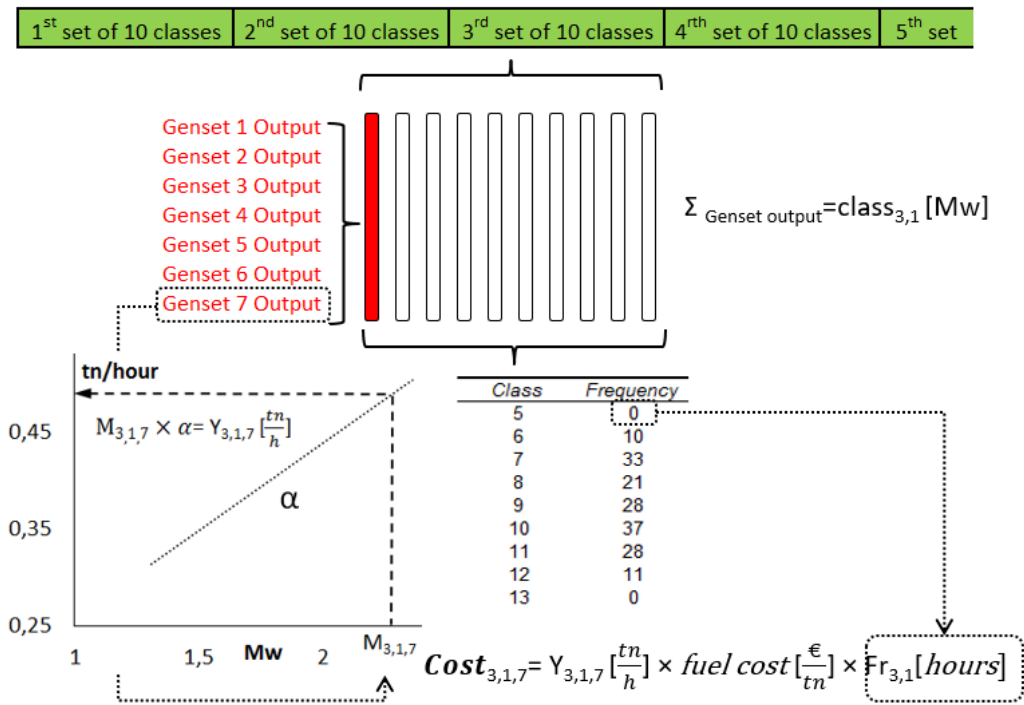 1st set of 10 classes 2nd set of 10 classes 3rd set of 10 classes 4rth set of 10 classes 5th set
Genset 1 Output
Genset 2 Output
Genset 3 Output
Genset 4 Output
Genset 5 Output
Genset 6 Output
Genset 7 Output
Σ Genset output=class3,1 [Mw]
tn/hour
M3,1,7 × α= Y3,1,7 [tn/h]
α
0,45
0,35
0,25
1 1,5 Mw 2 M3,1,7
Class Frequency
5 0
6 10
7 33
8 21
9 28
10 37
11 28
12 11
13 0
Cost3,1,7= Y3,1,7 [tn/h] × fuel cost [€/tn] × Fr3,1[hours]